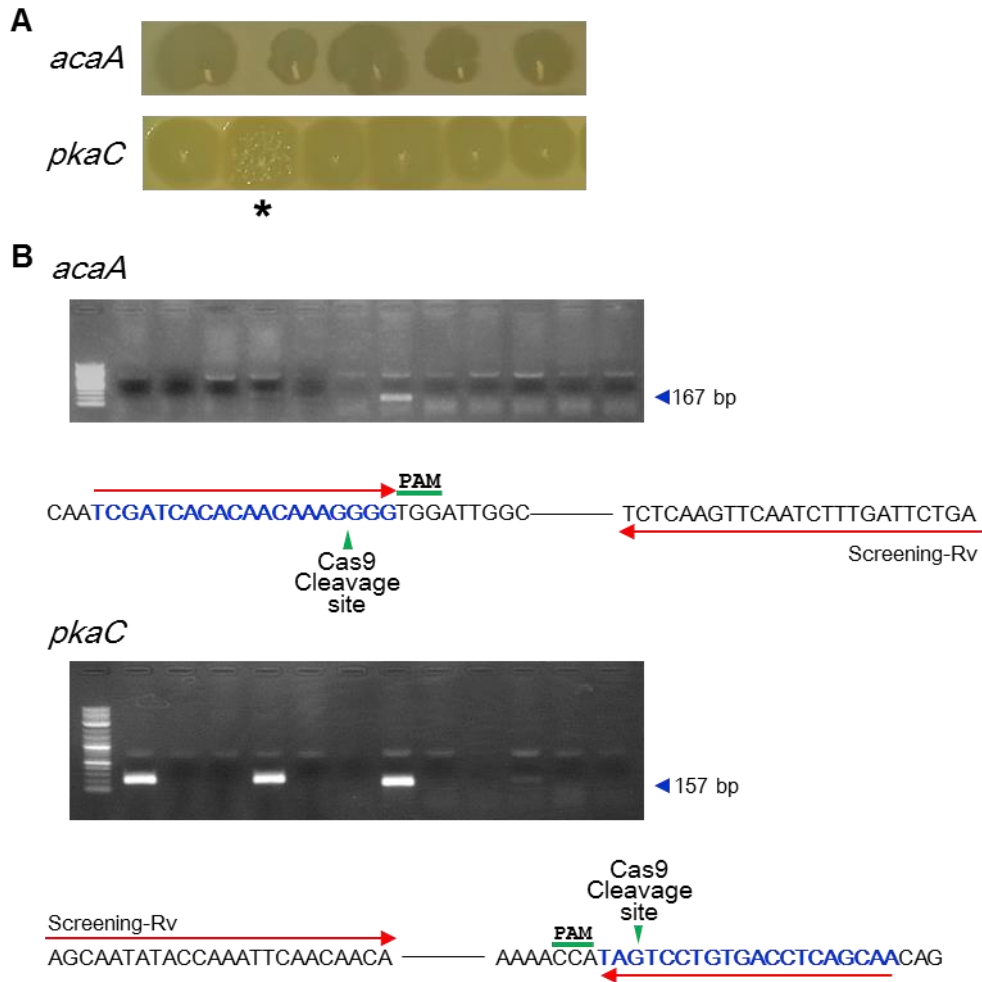 A
acaA
pkaC
*
B
acaA
167 bp
PAM
CAATCGATCACACAACAAAGGGGTGGATTGGC
TCTCAAGTTCAATCTTTGATTCTGA
Cas9
Cleavage
site
Screening-Rv
pkaC
157 bp
Cas9
Cleavage
site
Screening-Rv
PAM
AGCAATATACCAAATTCAACAACA
AAAACCATAGTCCTGTGACCTCAGCAACAG